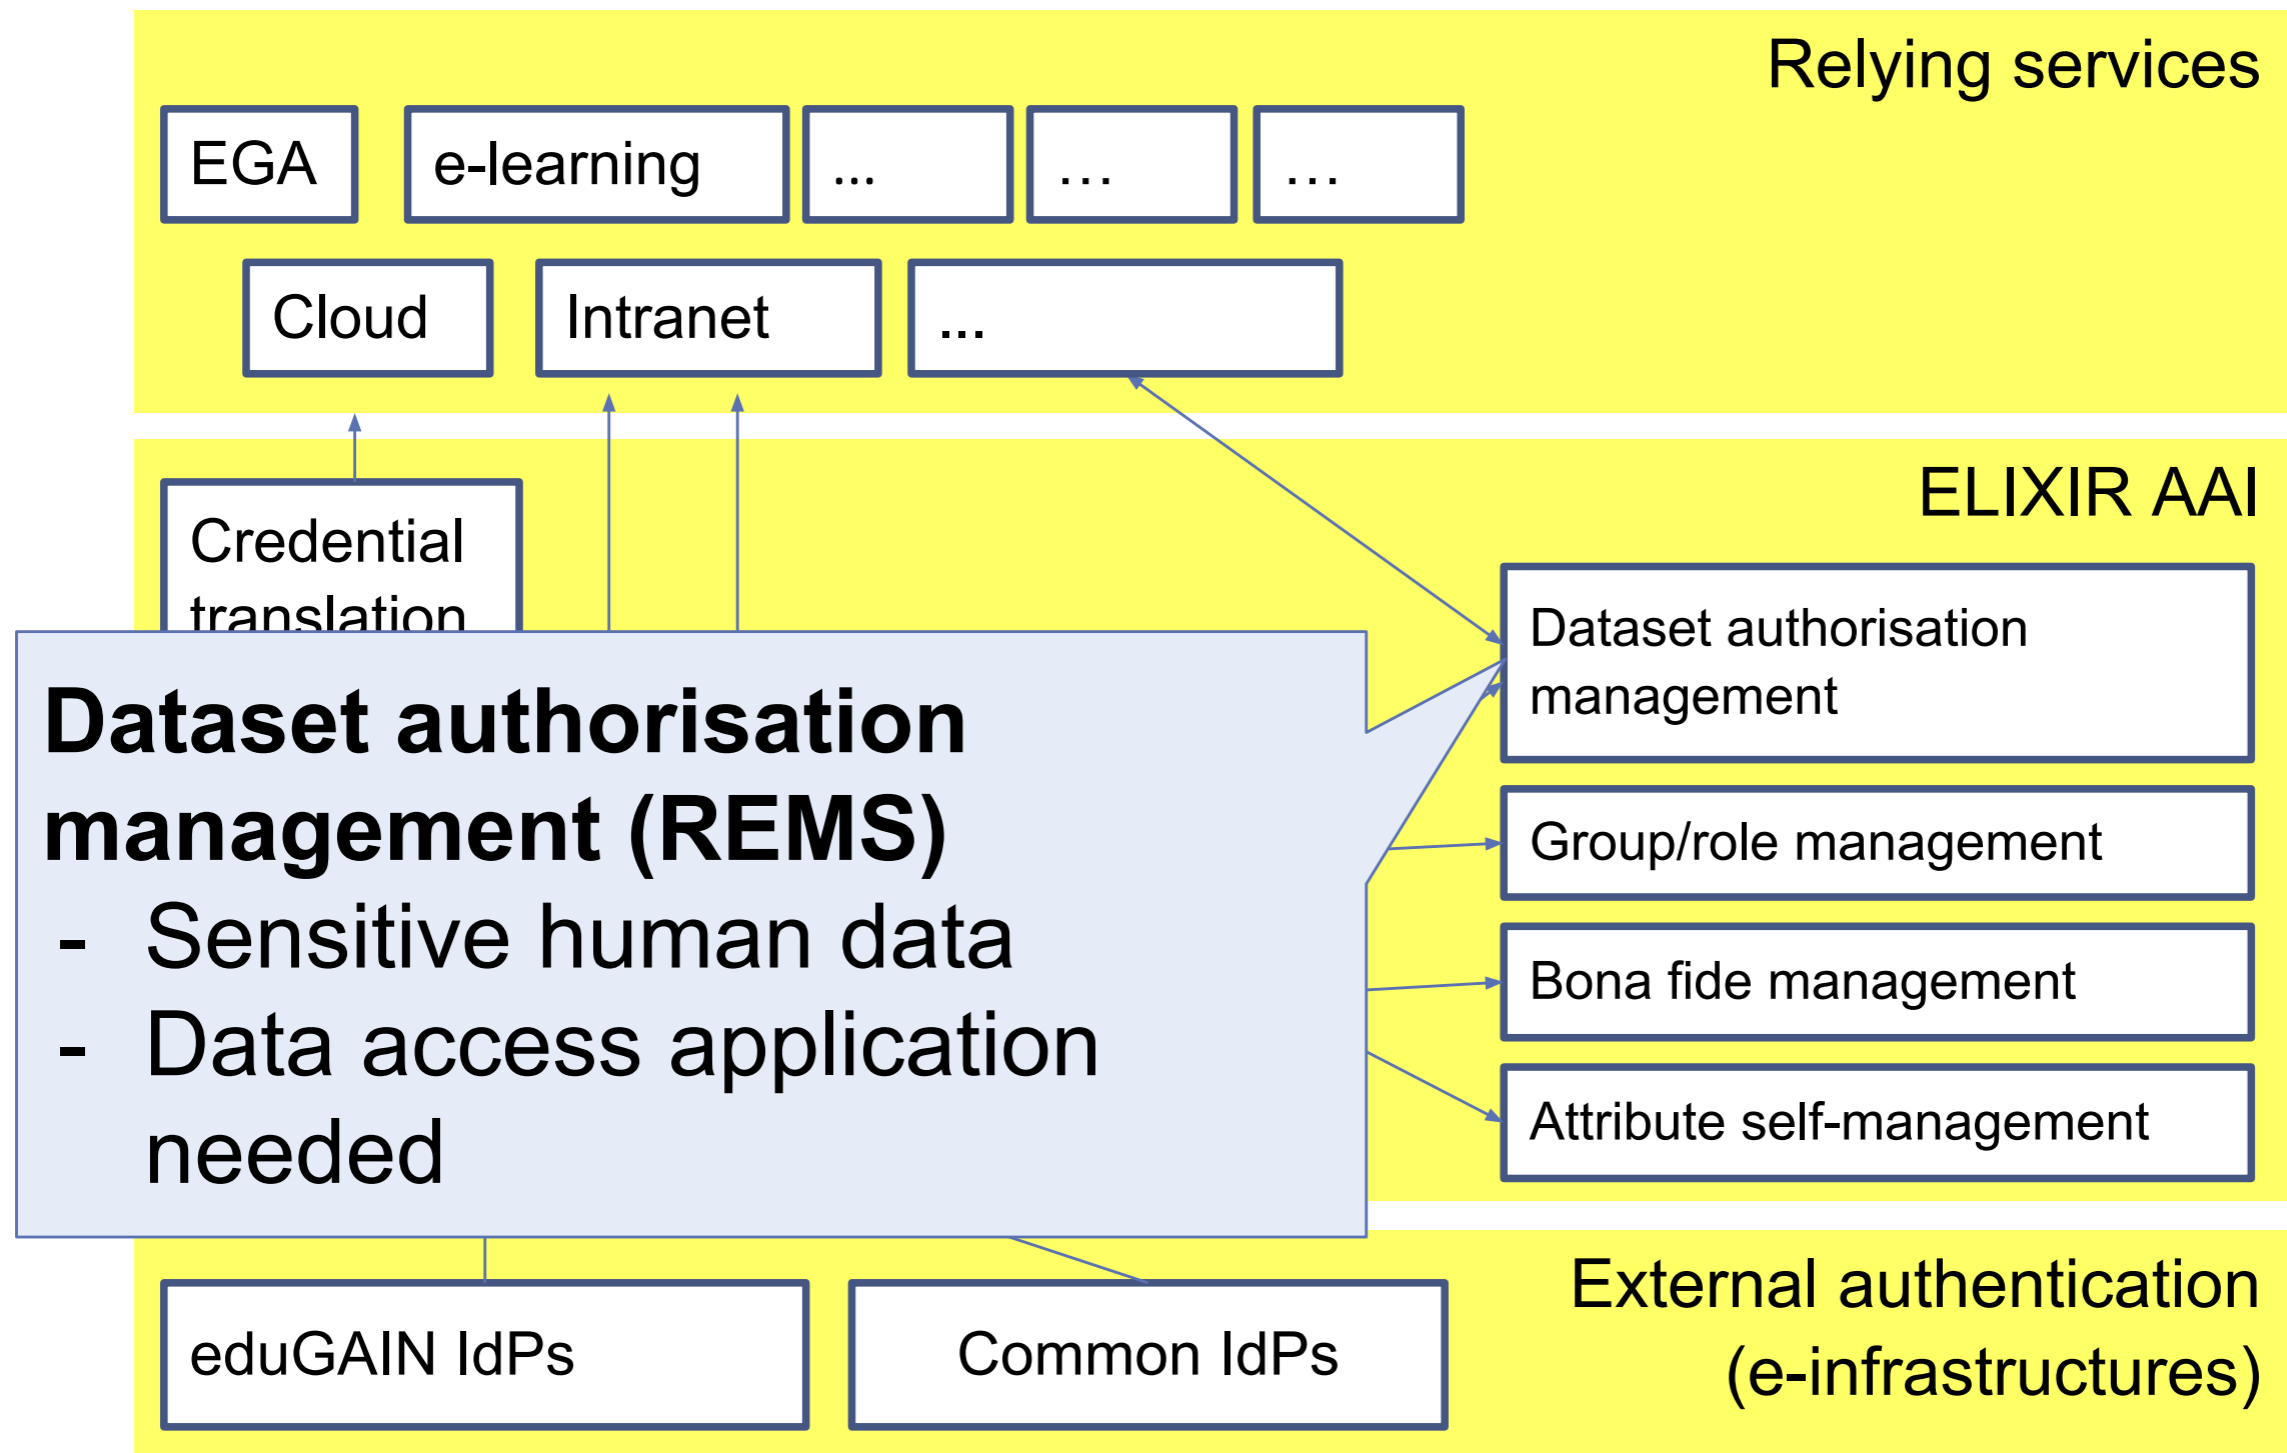 Relying services
EGA
e-learning
...
...
...
Cloud
Intranet
...
ELIXIR AAI
Credential
translation
Dataset authorisation
management
Group/role management
Bona fide management
Attribute self-management
Dataset authorisation
management (REMS)
- Sensitive human data
- Data access application
needed
External authentication
(e-infrastructures)
eduGAIN IdPs
Common IdPs